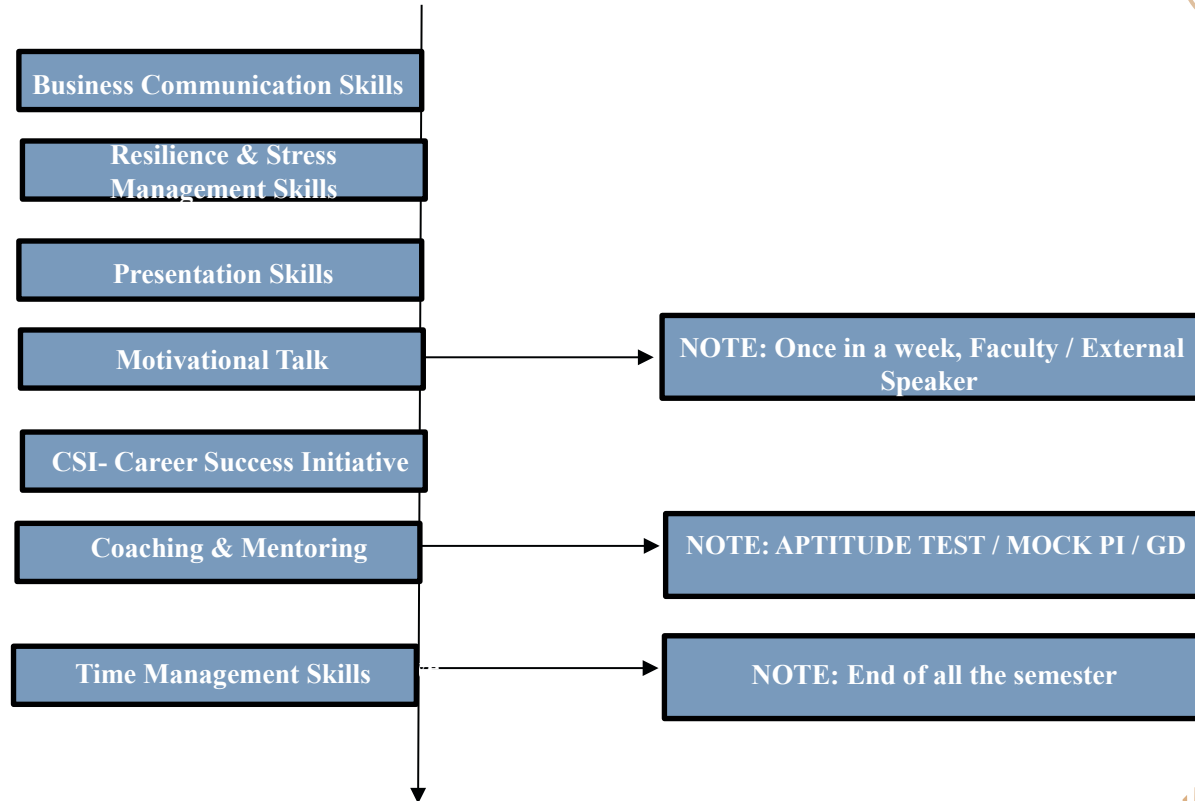 Business Communication Skills
Resilience & Stress
Management Skills
Presentation Skills
Motivational Talk
NOTE: Once in a week, Faculty / External
Speaker
CSI- Career Success Initiative
Coaching & Mentoring
NOTE: APTITUDE TEST / MOCK PI / GD
Time Management Skills
NOTE: End of all the semester